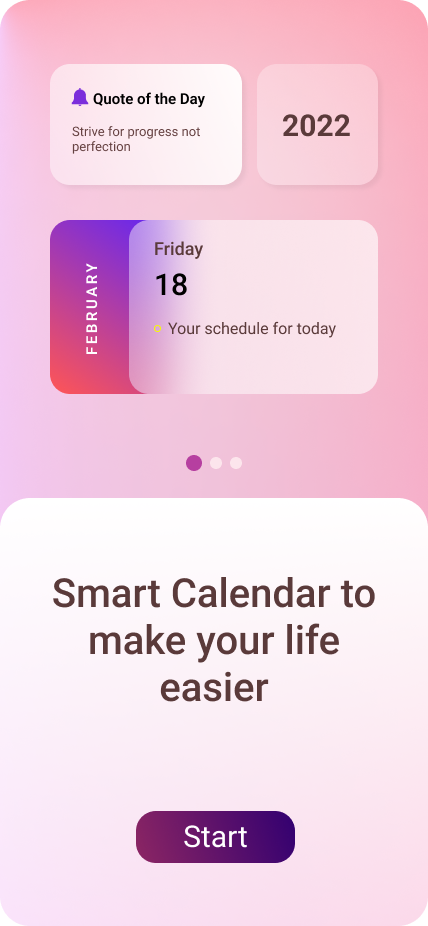 Quote of the Day
Strive for progress not
perfection
2022
FEBRUARY
Friday
18
Your schedule for today
Smart Calendar to
make your life
easier
Start